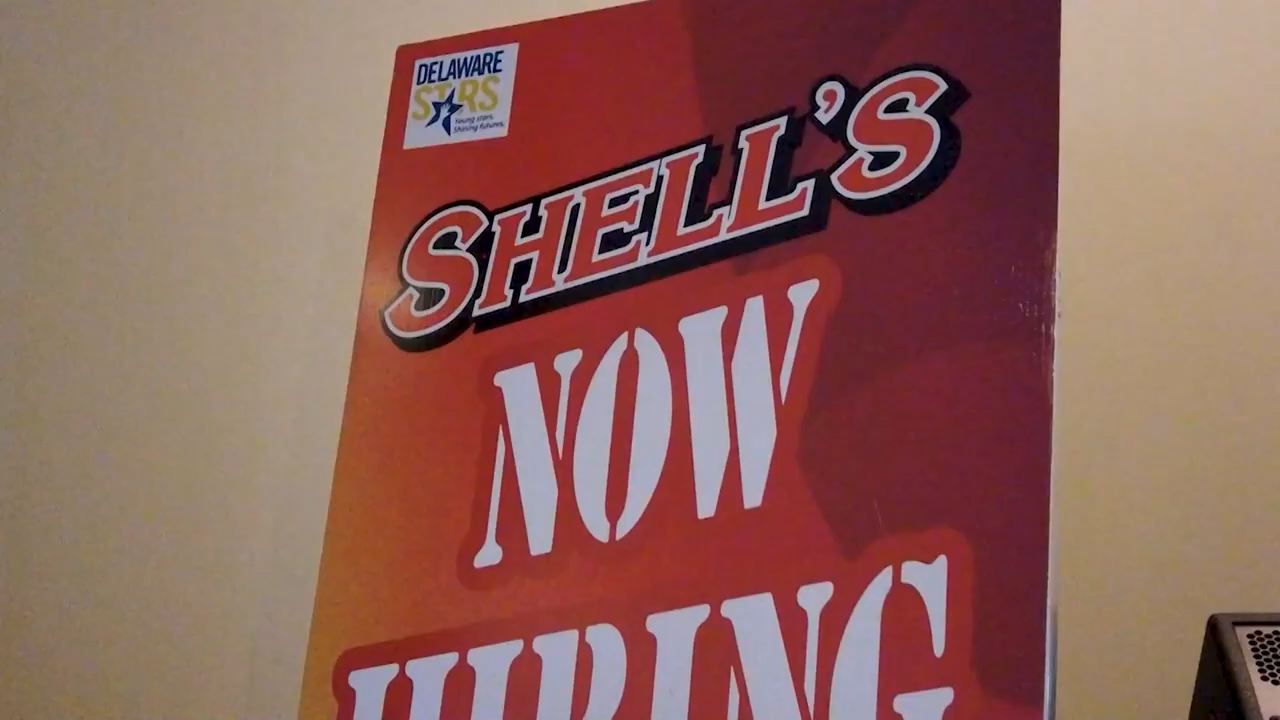 DELAWARE
STARS
Young stars.
Shining futures.
SHELL'S
NOW
HIRING